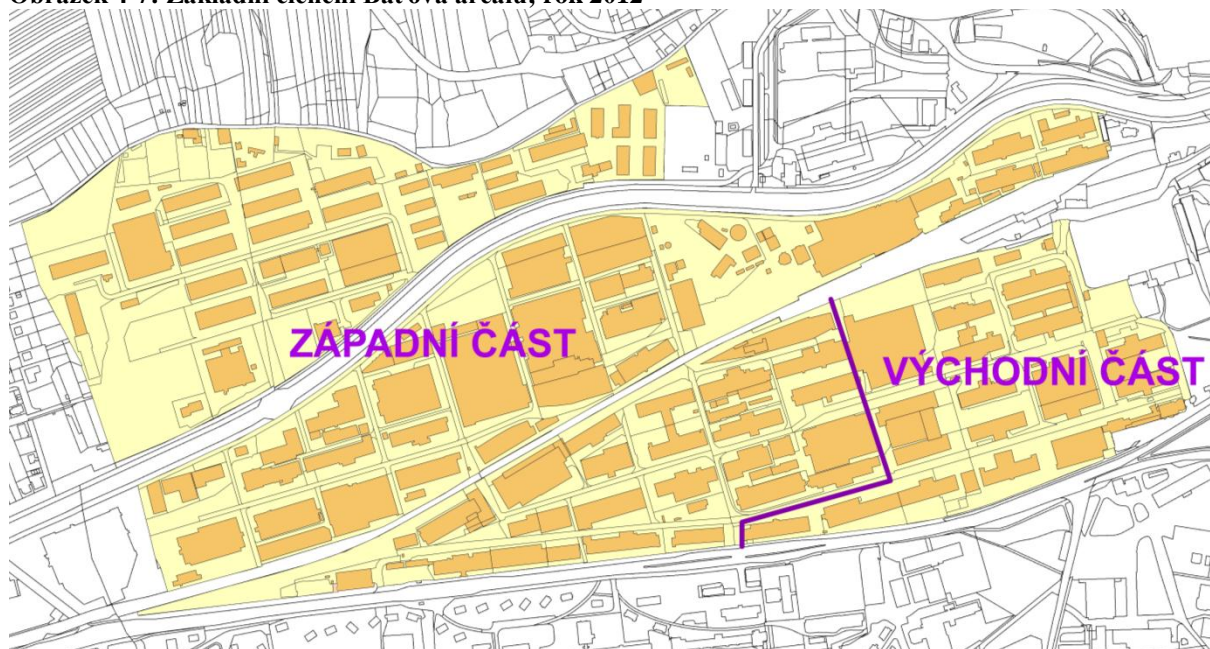 Obrázek 4-7: Základní členění Baťova areálu, rok 2012
ZÁPADNÍ ČÁST
VÝCHODNÍ ČÁST